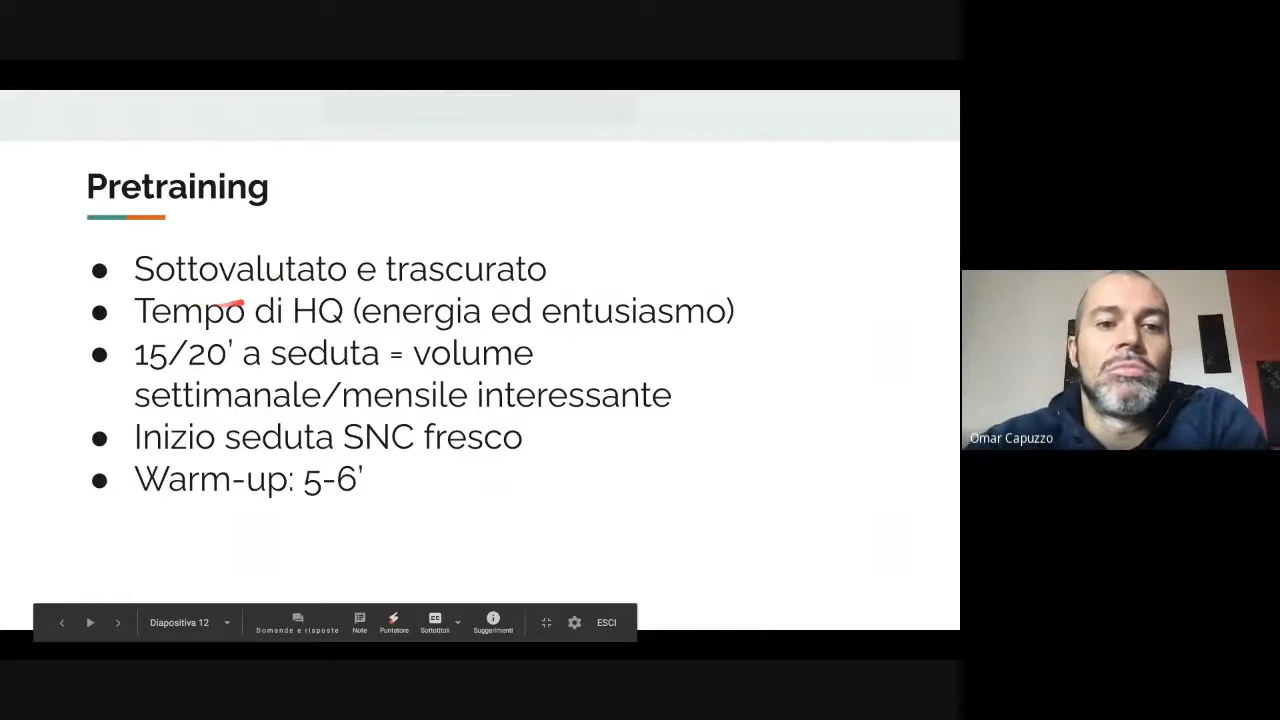 Pretraining
● Sottovalutato e trascurato
● Tempo di HQ (energia ed entusiasmo)
● 15/20’ a seduta = volume
settimanale/mensile interessante
● Inizio seduta SNC fresco
● Warm-up: 5-6’
Omar Capuzzo
Diapositiva 12
Domande e risposte
Note
Puntatore
Sottotitoli
Suggerimenti
ESCI